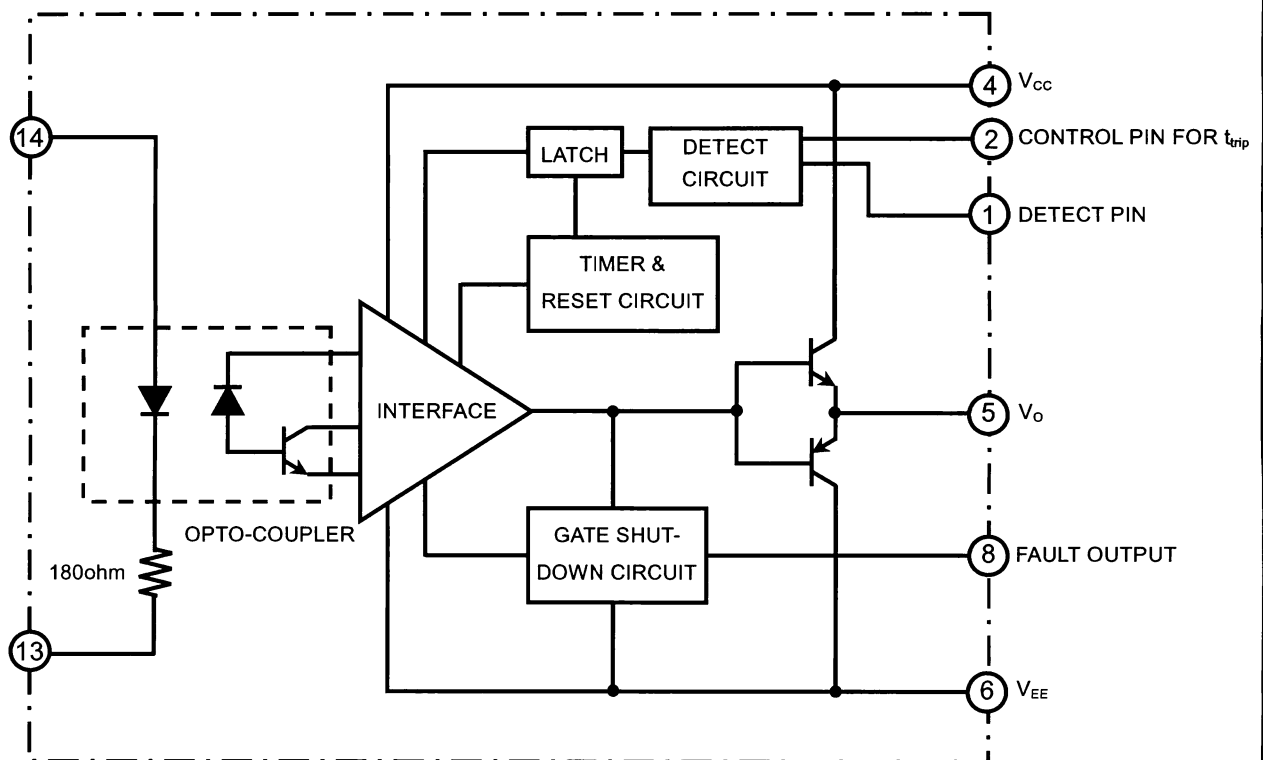 4 VCC
14
2 CONTROL PIN FOR ttrip
LATCH
DETECT
CIRCUIT
1 DETECT PIN
TIMER &
RESET CIRCUIT
INTERFACE
5 VO
OPTO-COUPLER
GATE SHUT-
DOWN CIRCUIT
8 FAULT OUTPUT
180ohm
13
6 VEE